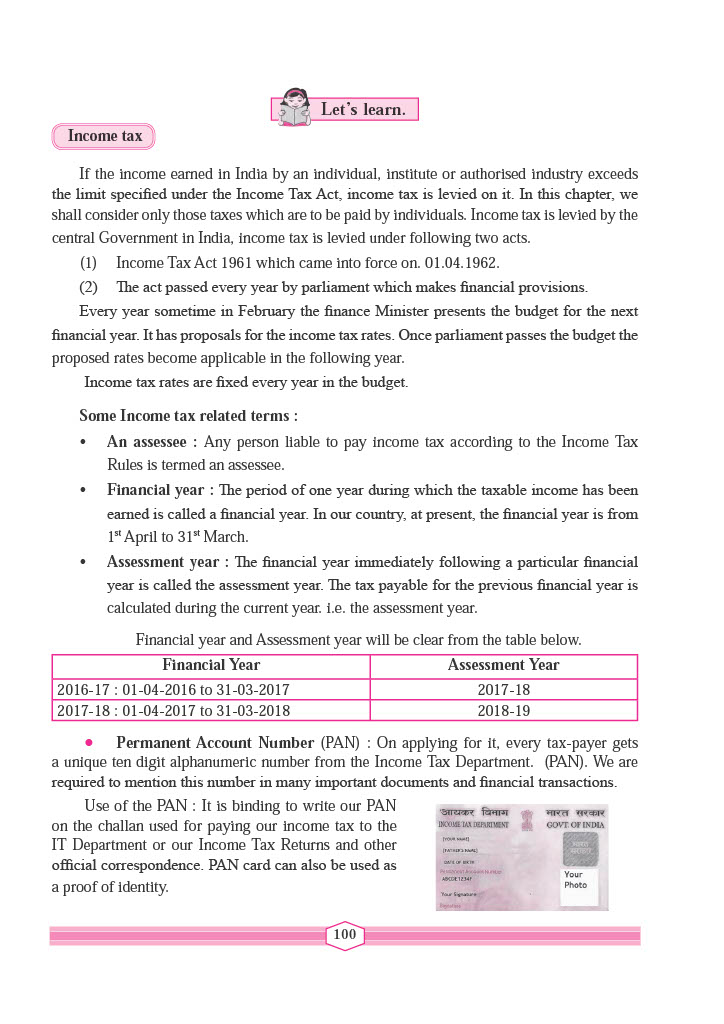 Let's learn.
Income tax
If the income earned in India by an individual, institute or authorised industry exceeds
the limit specified under the Income Tax Act, income tax is levied on it. In this chapter, we
shall consider only those taxes which are to be paid by individuals. Income tax is levied by the
central Government in India, income tax is levied under following two acts.
(1) Income Tax Act 1961 which came into force on. 01.04.1962.
(2) The act passed every year by parliament which makes financial provisions.
Every year sometime in February the finance Minister presents the budget for the next
financial year. It has proposals for the income tax rates. Once parliament passes the budget the
proposed rates become applicable in the following year.
Income tax rates are fixed every year in the budget.
Some Income tax related terms :
• An assessee : Any person liable to pay income tax according to the Income Tax
Rules is termed an assessee.
• Financial year : The period of one year during which the taxable income has been
earned is called a financial year. In our country, at present, the financial year is from
1st April to 31st March.
• Assessment year : The financial year immediately following a particular financial
year is called the assessment year. The tax payable for the previous financial year is
calculated during the current year. i.e. the assessment year.
Financial year and Assessment year will be clear from the table below.
Financial Year Assessment Year
2016-17 : 01-04-2016 to 31-03-2017 2017-18
2017-18 : 01-04-2017 to 31-03-2018 2018-19
• Permanent Account Number (PAN) : On applying for it, every tax-payer gets
a unique ten digit alphanumeric number from the Income Tax Department. (PAN). We are
required to mention this number in many important documents and financial transactions.
Use of the PAN : It is binding to write our PAN
on the challan used for paying our income tax to the
IT Department or our Income Tax Returns and other
official correspondence. PAN card can also be used as
a proof of identity.
आयकर विभाग भारत सरकार
INCOME TAX DEPARTMENT GOVT. OF INDIA
[YOUR NAME]
[FATHER'S NAME]
DATE OF BIRTH
Permanent Account Number
ABCDE1234F
Your Signature
Signature
Your
Photo
100